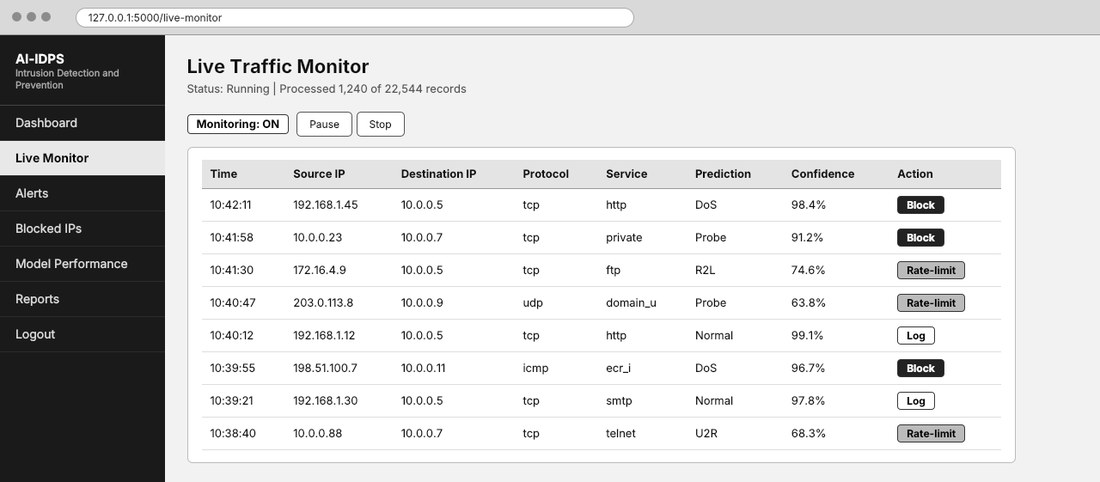 127.0.0.1:5000/live-monitor
AI-IDPS
Intrusion Detection and
Prevention
Dashboard
Live Monitor
Alerts
Blocked IPs
Model Performance
Reports
Logout
Live Traffic Monitor
Status: Running | Processed 1,240 of 22,544 records
Monitoring: ON Pause Stop
Time Source IP Destination IP Protocol Service Prediction Confidence Action
10:42:11 192.168.1.45 10.0.0.5 tcp http DoS 98.4% Block
10:41:58 10.0.0.23 10.0.0.7 tcp private Probe 91.2% Block
10:41:30 172.16.4.9 10.0.0.5 tcp ftp R2L 74.6% Rate-limit
10:40:47 203.0.113.8 10.0.0.9 udp domain_u Probe 63.8% Rate-limit
10:40:12 192.168.1.12 10.0.0.5 tcp http Normal 99.1% Log
10:39:55 198.51.100.7 10.0.0.11 icmp ecr_i DoS 96.7% Block
10:39:21 192.168.1.30 10.0.0.5 tcp smtp Normal 97.8% Log
10:38:40 10.0.0.88 10.0.0.7 tcp telnet U2R 68.3% Rate-limit